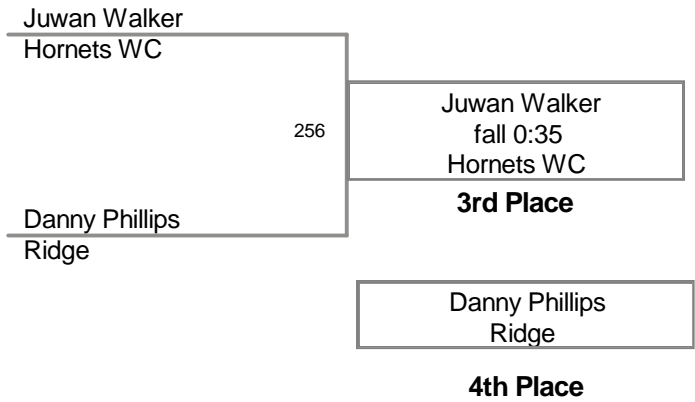 Juwan Walker
Hornets WC
256
Juwan Walker
fall 0:35
Hornets WC
3rd Place
Danny Phillips
Ridge
Danny Phillips
Ridge
4th Place